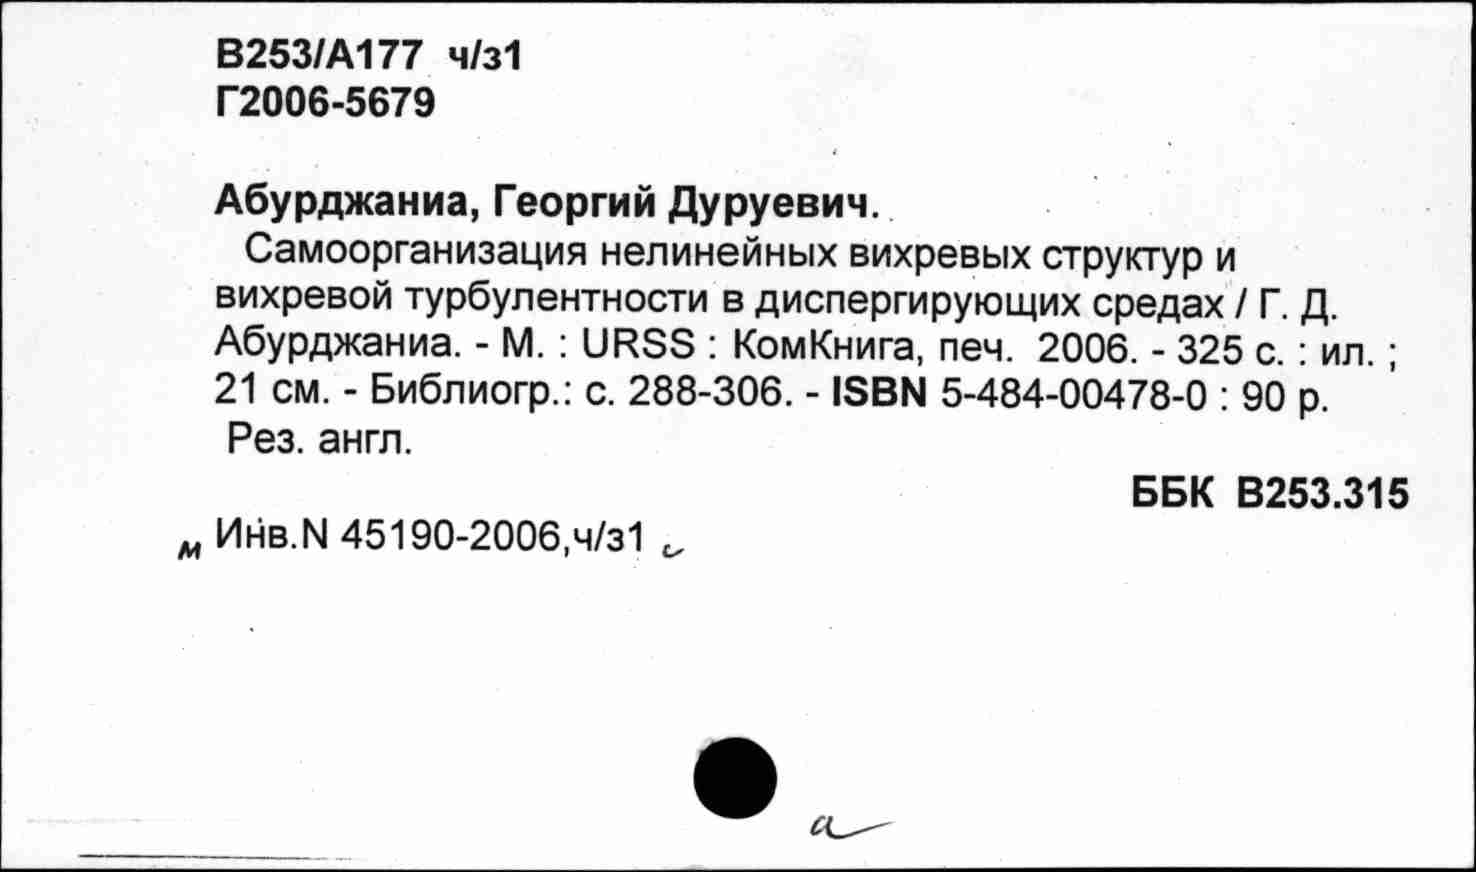 В253/А177 ч/з1
Г2006-5679
Абурджаниа, Георгий Дуруевич.
Самоорганизация нелинейных вихревых структур и
вихревой турбулентности в диспергирующих средах / Г. Д.
Абурджаниа. - М. : URSS : КомКнига, печ. 2006. - 325 с. : ил. ;
21 см. - Библиогр.: с. 288-306. - ISBN 5-484-00478-0 : 90 р.
Рез. англ.
ББК В253.315
м Инв.N 45190-2006,ч/з1
а